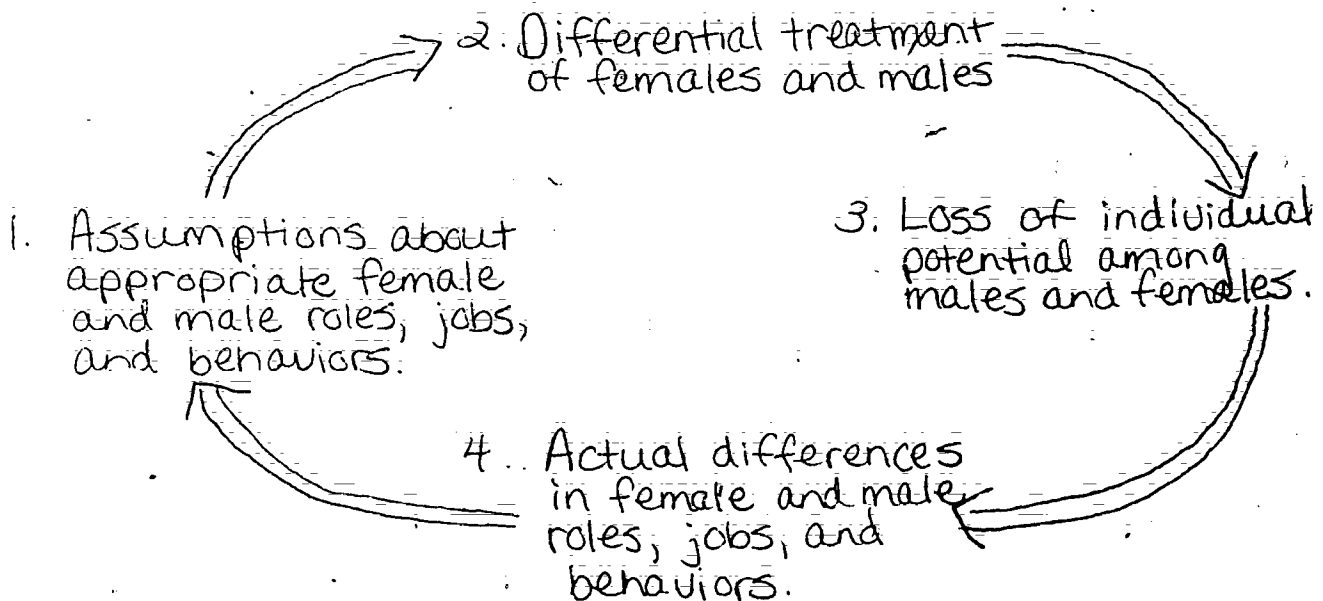 2. Differential treatment
of females and males
1. Assumptions about
appropriate female
and male roles, jobs,
and behaviors.
3. Loss of individual
potential among
males and females.
4. Actual differences
in female and male
roles, jobs, and
behaviors.